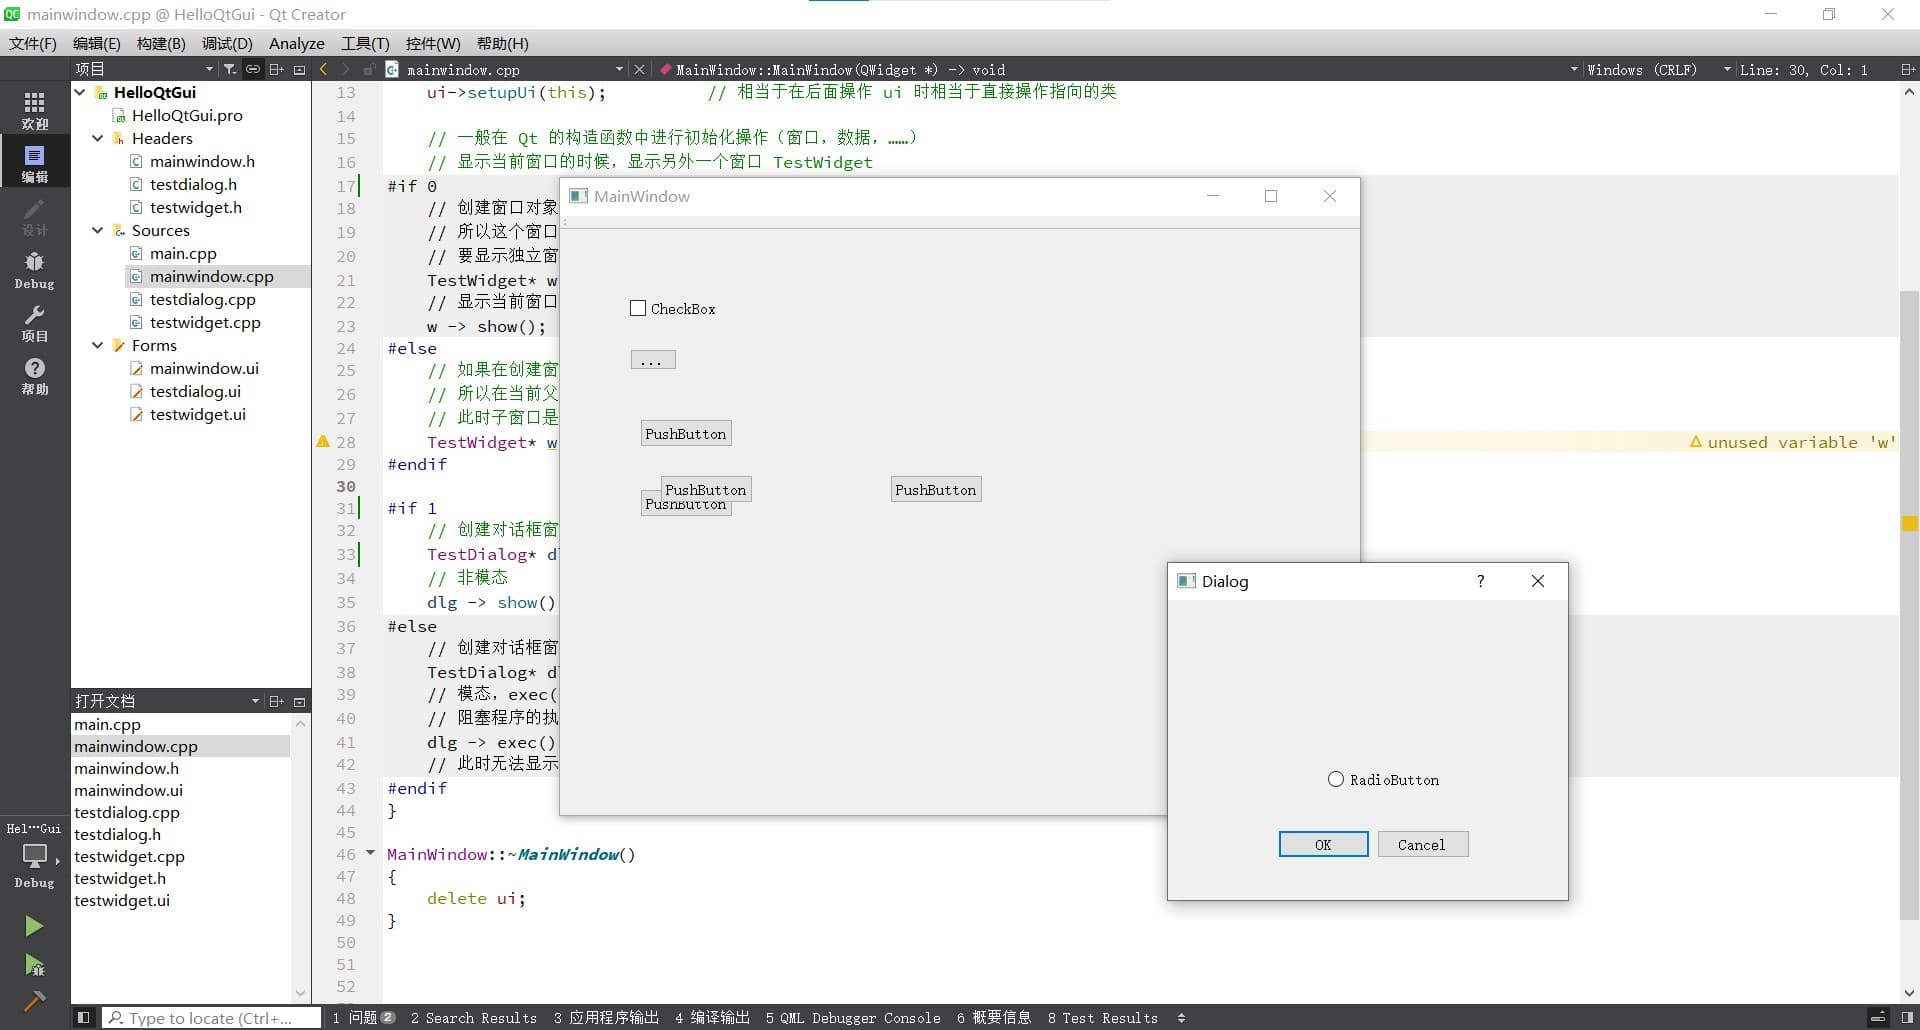 mainwindow.cpp @ HelloQtGui - Qt Creator
文件(F) 编辑(E) 构建(B) 调试(D) Analyze 工具(T) 控件(W) 帮助(H)
项目
mainwindow.cpp
MainWindow::MainWindow(QWidget *) -> void
Windows (CRLF)
Line: 30, Col: 1
欢迎
编辑
设计
Debug
项目
帮助
Hel···Gui
Debug
HelloQtGui
HelloQtGui.pro
Headers
mainwindow.h
testdialog.h
testwidget.h
Sources
main.cpp
mainwindow.cpp
testdialog.cpp
testwidget.cpp
Forms
mainwindow.ui
testdialog.ui
testwidget.ui
打开文档
main.cpp
mainwindow.cpp
mainwindow.h
mainwindow.ui
testdialog.cpp
testdialog.h
testwidget.cpp
testwidget.h
testwidget.ui
13 ui->setupUi(this); // 相当于在后面操作 ui 时相当于直接操作指向的类
14
15 // 一般在 Qt 的构造函数中进行初始化操作（窗口，数据，……）
16 // 显示当前窗口的时候，显示另外一个窗口 TestWidget
17 #if 0
18 // 创建窗口对象
19 // 所以这个窗口
20 // 要显示独立窗
21 TestWidget* w
22 // 显示当前窗口
23 w -> show();
24 #else
25 // 如果在创建窗
26 // 所以在当前父
27 // 此时子窗口是
28 TestWidget* w unused variable 'w'
29 #endif
30
31 #if 1
32 // 创建对话框窗
33 TestDialog* d
34 // 非模态
35 dlg -> show()
36 #else
37 // 创建对话框窗
38 TestDialog* d
39 // 模态，exec(
40 // 阻塞程序的执
41 dlg -> exec()
42 // 此时无法显示
43 #endif
44 }
45
46 MainWindow::~MainWindow()
47 {
48 delete ui;
49 }
50
51
52
MainWindow
CheckBox
...
PushButton
PushButton
PushButton
PushButton
Dialog ?
RadioButton
OK Cancel
Type to locate (Ctrl+...
1 问题 2 2 Search Results 3 应用程序输出 4 编译输出 5 QML Debugger Console 6 概要信息 8 Test Results